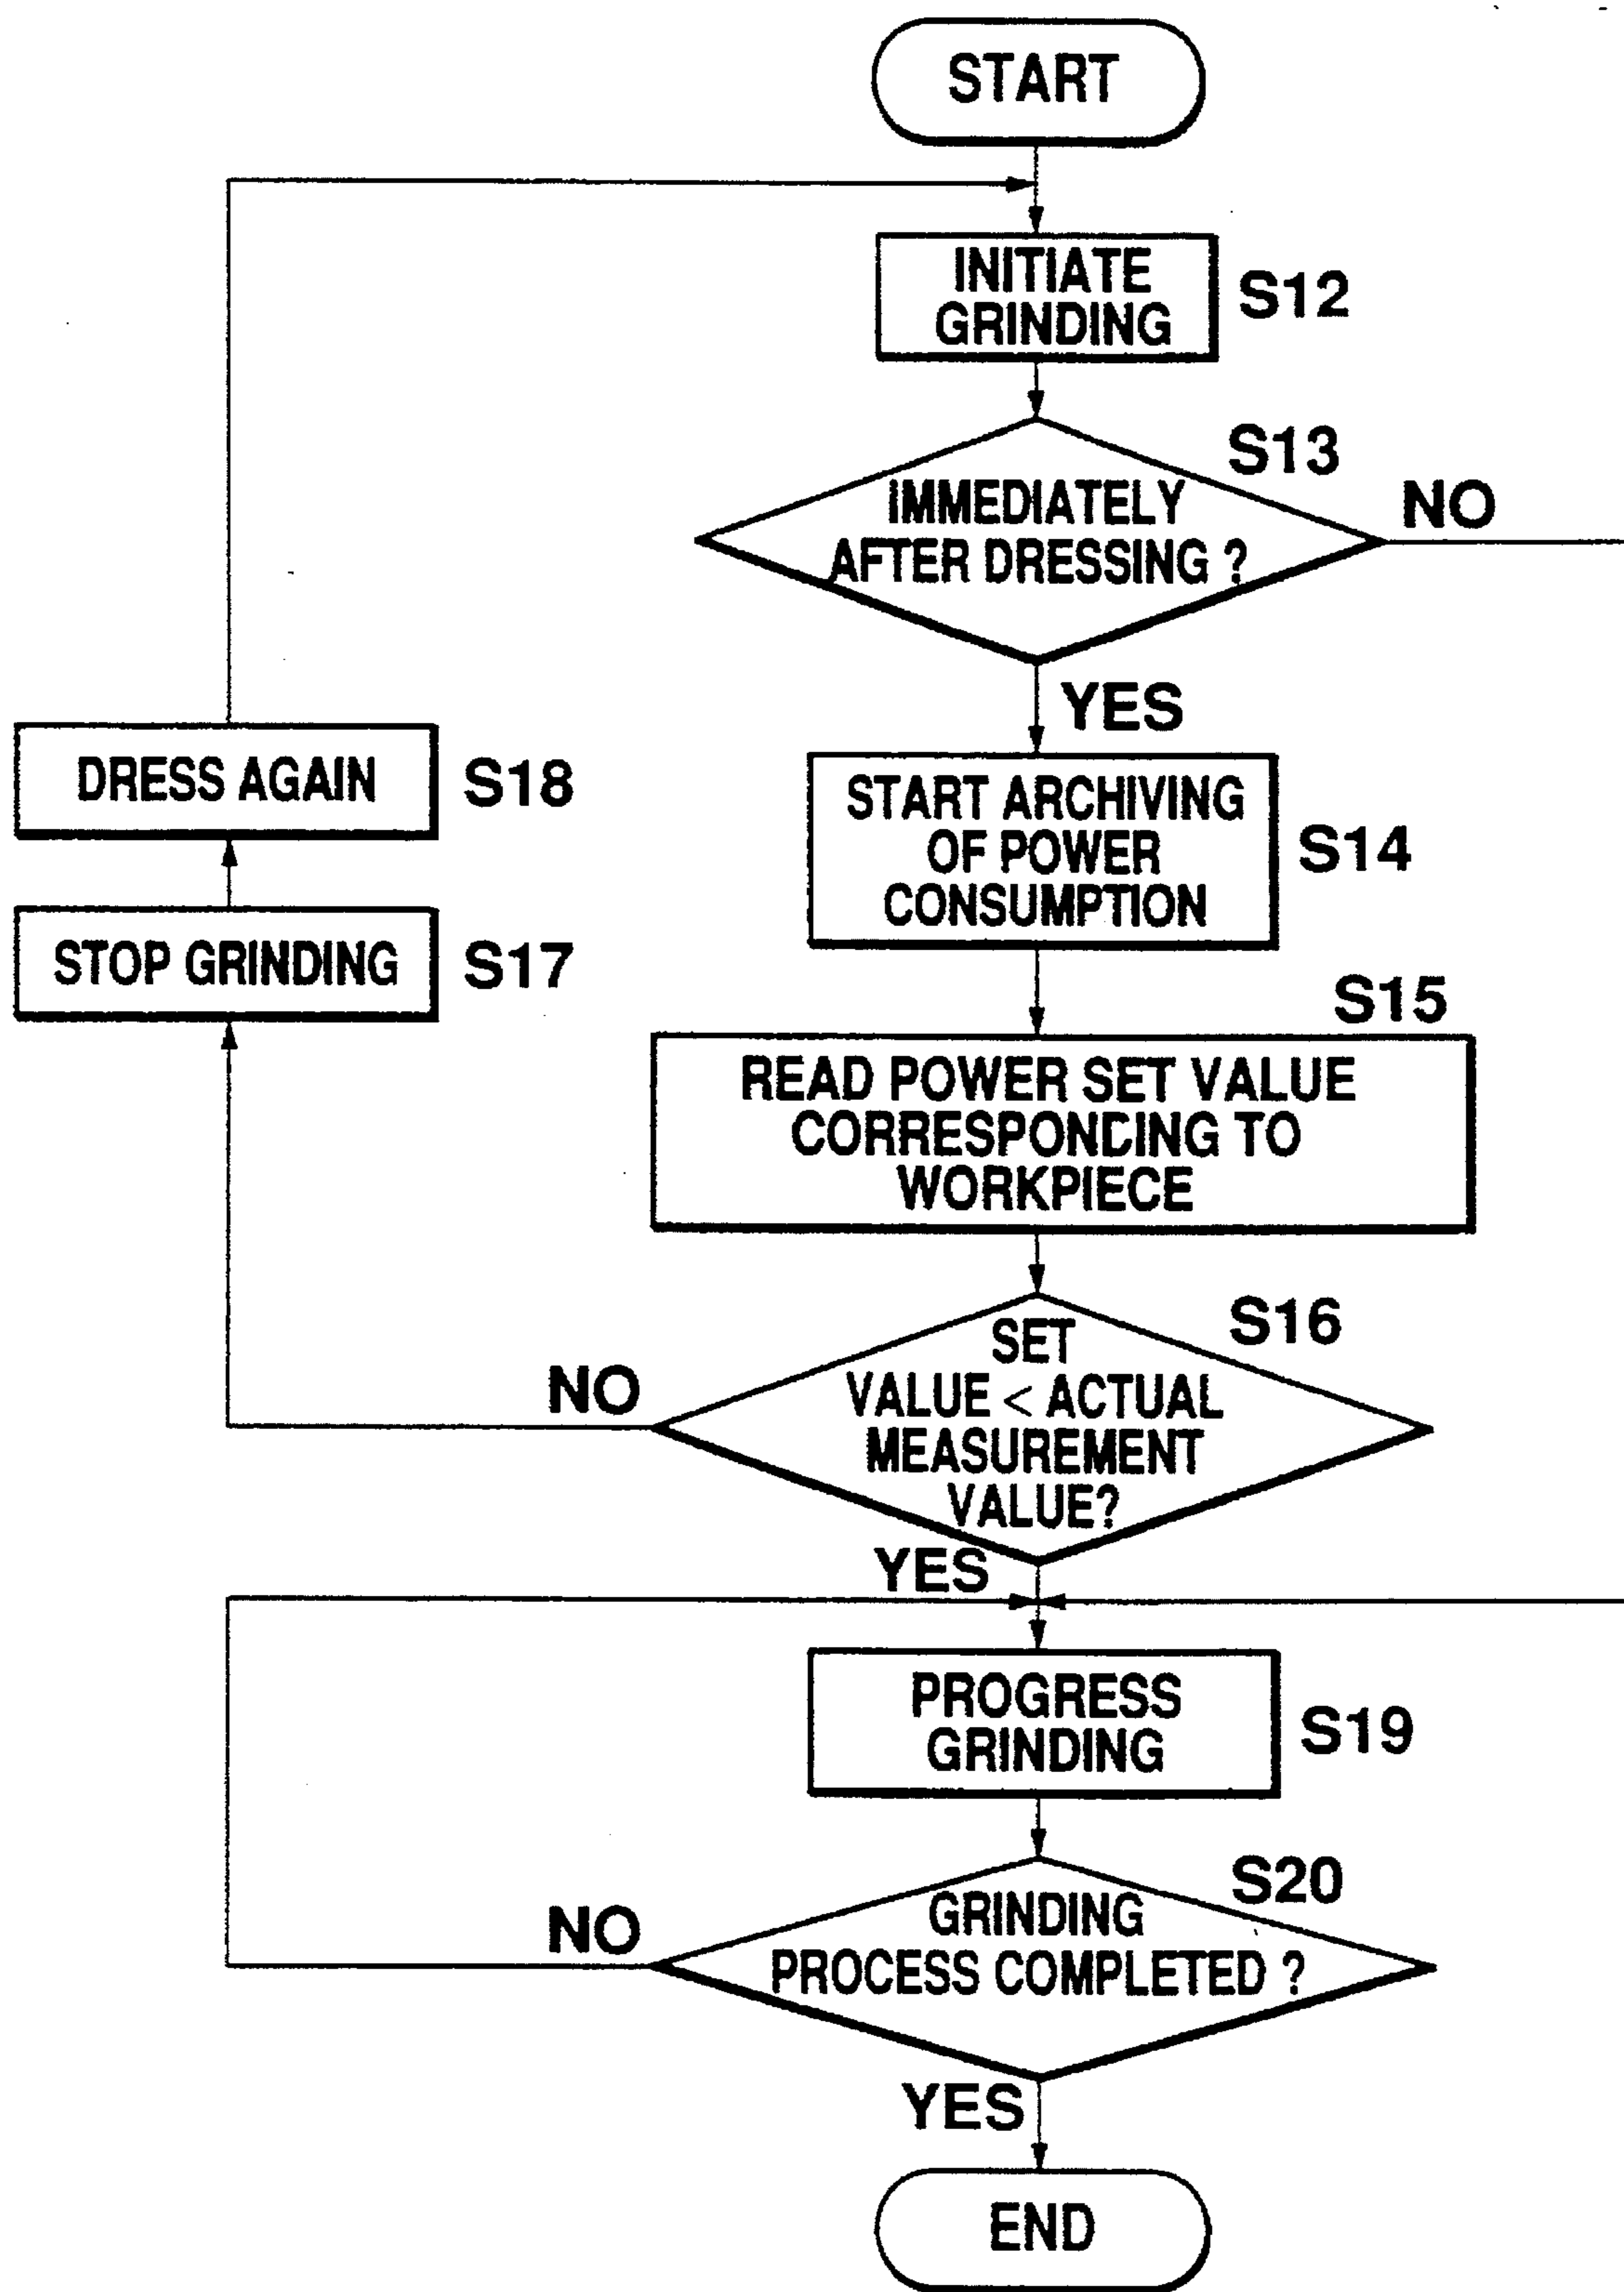 START
INITIATE
GRINDING
S12
S13
IMMEDIATELY
AFTER DRESSING ?
NO
YES
DRESS AGAIN
S18
START ARCHIVING
OF POWER
CONSUMPTION
S14
STOP GRINDING
S17
S15
READ POWER SET VALUE
CORRESPONDING TO
WORKPIECE
S16
SET
VALUE < ACTUAL
MEASUREMENT
VALUE?
NO
YES
PROGRESS
GRINDING
S19
S20
GRINDING
PROCESS COMPLETED ?
NO
YES
END